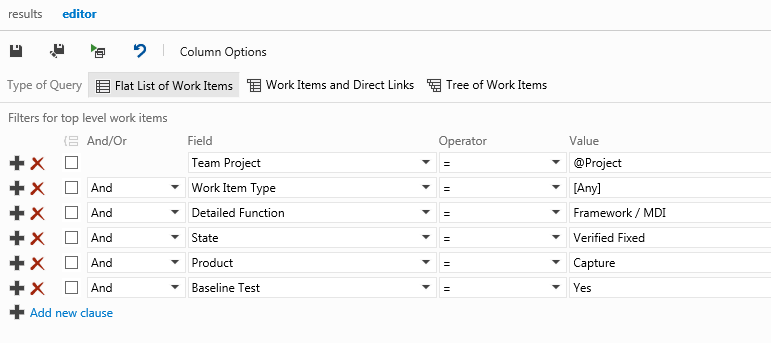 results editor
Column Options
Type of Query Flat List of Work Items Work Items and Direct Links Tree of Work Items
Filters for top level work items
And/Or Field Operator Value
Team Project = @Project
And Work Item Type = [Any]
And Detailed Function = Framework / MDI
And State = Verified Fixed
And Product = Capture
And Baseline Test = Yes
Add new clause